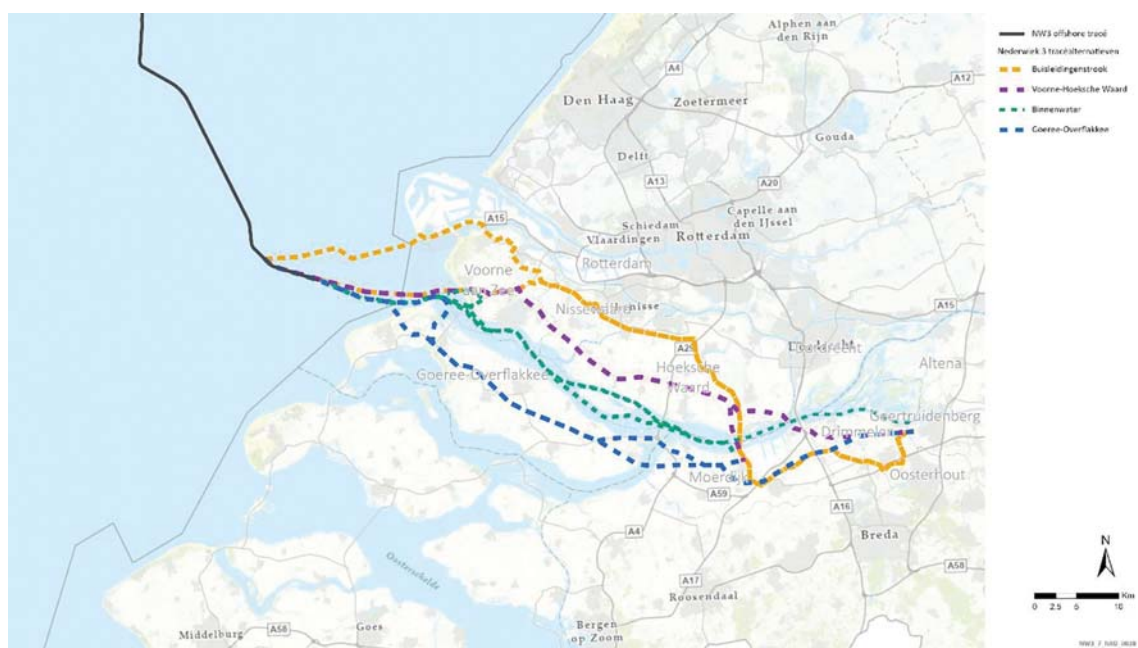 NW3 offshore tracé
Nederwiek 3 tracéalternatieven
Buisleidingenstrook
Voorne-Hoeksche Waard
Binnenwater
Goeree-Overflakkee
Alphen aan
den Rijn
A4
A12
Den Haag
Zoetermeer
Gouda
Delft
A13
A20
Capelle aan
den IJssel
A15
Schiedam
Vlaardingen
Rotterdam
Rotterdam
Voorne
aan Zee
Nissewaard
A15
A29
Dordrecht
Hoeksche
Waard
Altena
Goeree-Overflakkee
Geertruidenberg
Drimmelen
Moerdijk
Oosterhout
A59
A16
A4
Breda
Oosterschelde
A17
A58
Roosendaal
Middelburg
A58
Goes
Bergen
op Zoom
N
0 2.5 5 10 Km